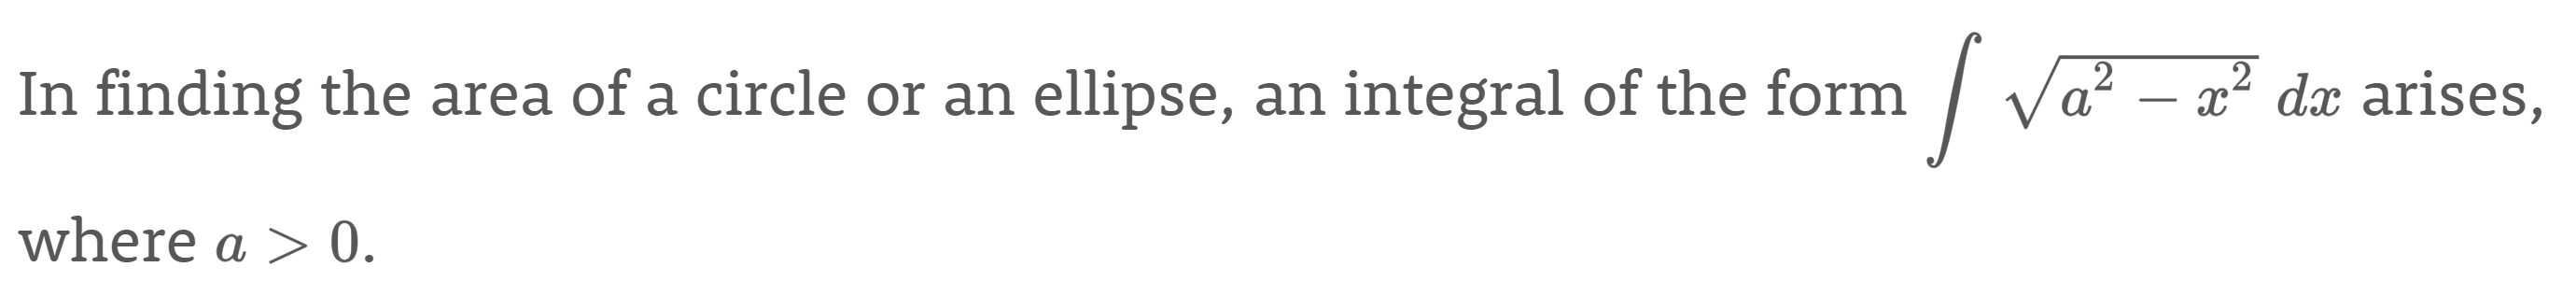 In finding the area of a circle or an ellipse, an integral of the form ∫ √(a² − x²) dx arises,
where a > 0.